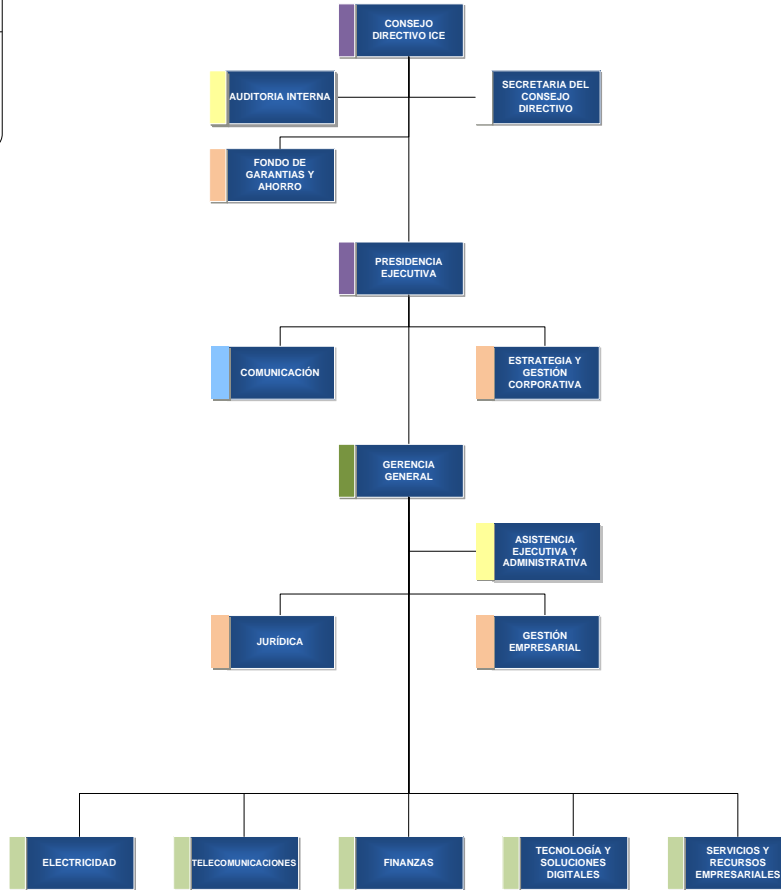 CONSEJO
DIRECTIVO ICE
AUDITORIA INTERNA
SECRETARIA DEL
CONSEJO
DIRECTIVO
FONDO DE
GARANTIAS Y
AHORRO
PRESIDENCIA
EJECUTIVA
COMUNICACIÓN
ESTRATEGIA Y
GESTIÓN
CORPORATIVA
GERENCIA
GENERAL
ASISTENCIA
EJECUTIVA Y
ADMINISTRATIVA
JURÍDICA
GESTIÓN
EMPRESARIAL
ELECTRICIDAD
TELECOMUNICACIONES
FINANZAS
TECNOLOGÍA Y
SOLUCIONES
DIGITALES
SERVICIOS Y
RECURSOS
EMPRESARIALES